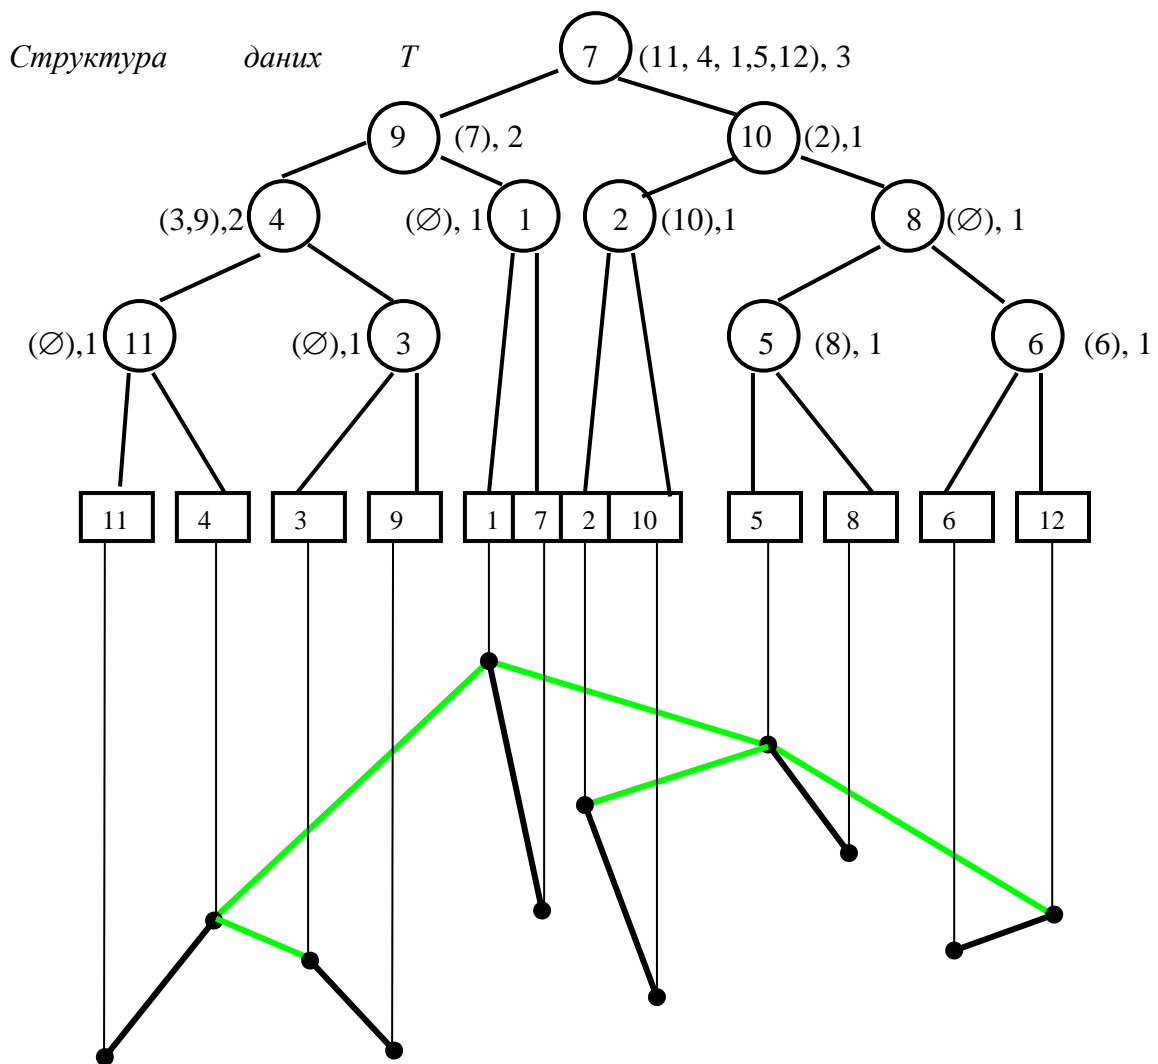 Структура даних T
7 (11, 4, 1,5,12), 3
9 (7), 2 10 (2),1
(3,9),2 4 (∅), 1 1 2 (10),1 8 (∅), 1
(∅),1 11 (∅),1 3 5 (8), 1 6 (6), 1
11 4 3 9 1 7 2 10 5 8 6 12